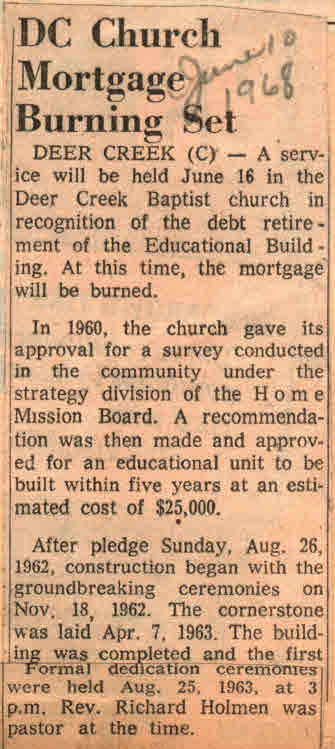 DC Church
Mortgage
Burning Set
June 10
1968
DEER CREEK (C) — A serv-
ice will be held June 16 in the
Deer Creek Baptist church in
recognition of the debt retire-
ment of the Educational Build-
ing. At this time, the mortgage
will be burned.
In 1960, the church gave its
approval for a survey conducted
in the community under the
strategy division of the Home
Mission Board. A recommenda-
tion was then made and approv-
ed for an educational unit to be
built within five years at an esti-
mated cost of $25,000.
After pledge Sunday, Aug. 26,
1962, construction began with the
groundbreaking ceremonies on
Nov. 18, 1962. The cornerstone
was laid Apr. 7, 1963. The build-
ing was completed and the first
Formal dedication ceremonies
were held Aug. 25, 1963, at 3
p.m. Rev. Richard Holmen was
pastor at the time.